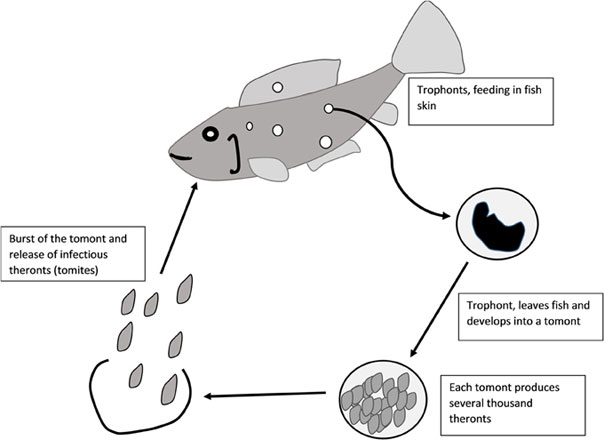 Trophonts, feeding in fish
skin
Burst of the tomont and
release of infectious
theronts (tomites)
Trophont, leaves fish and
develops into a tomont
Each tomont produces
several thousand
theronts